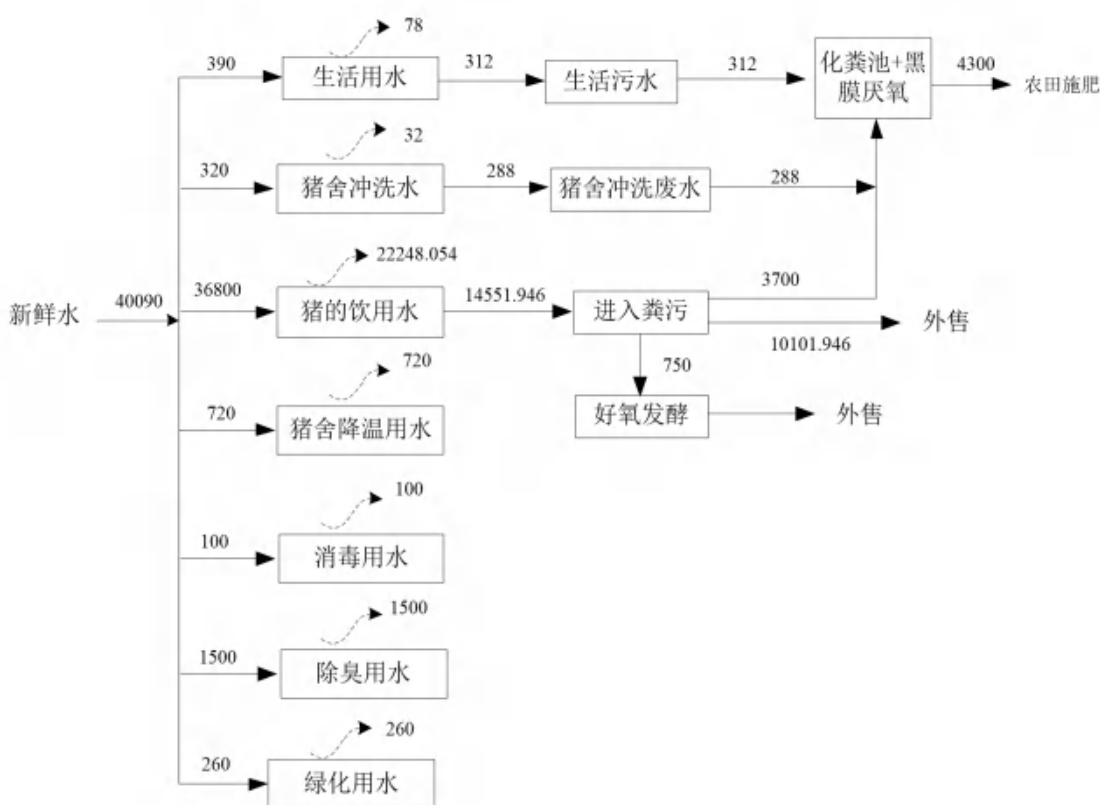 78
390
生活用水
312
生活污水
312
化粪池+黑
膜厌氧
4300
农田施肥
32
320
猪舍冲洗水
288
猪舍冲洗废水
288
22248.054
新鲜水
40090
36800
猪的饮用水
14551.946
进入粪污
3700
外售
10101.946
750
720
720
猪舍降温用水
好氧发酵
外售
100
100
消毒用水
1500
1500
除臭用水
260
260
绿化用水